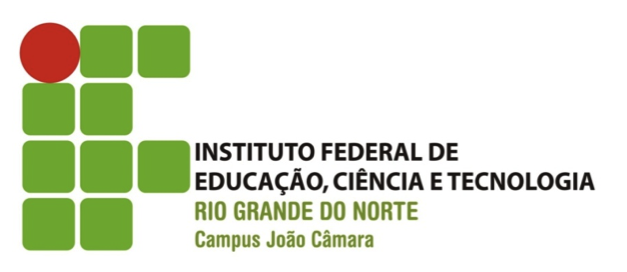 INSTITUTO FEDERAL DE
EDUCAÇÃO, CIÊNCIA E TECNOLOGIA
RIO GRANDE DO NORTE
Campus João Câmara